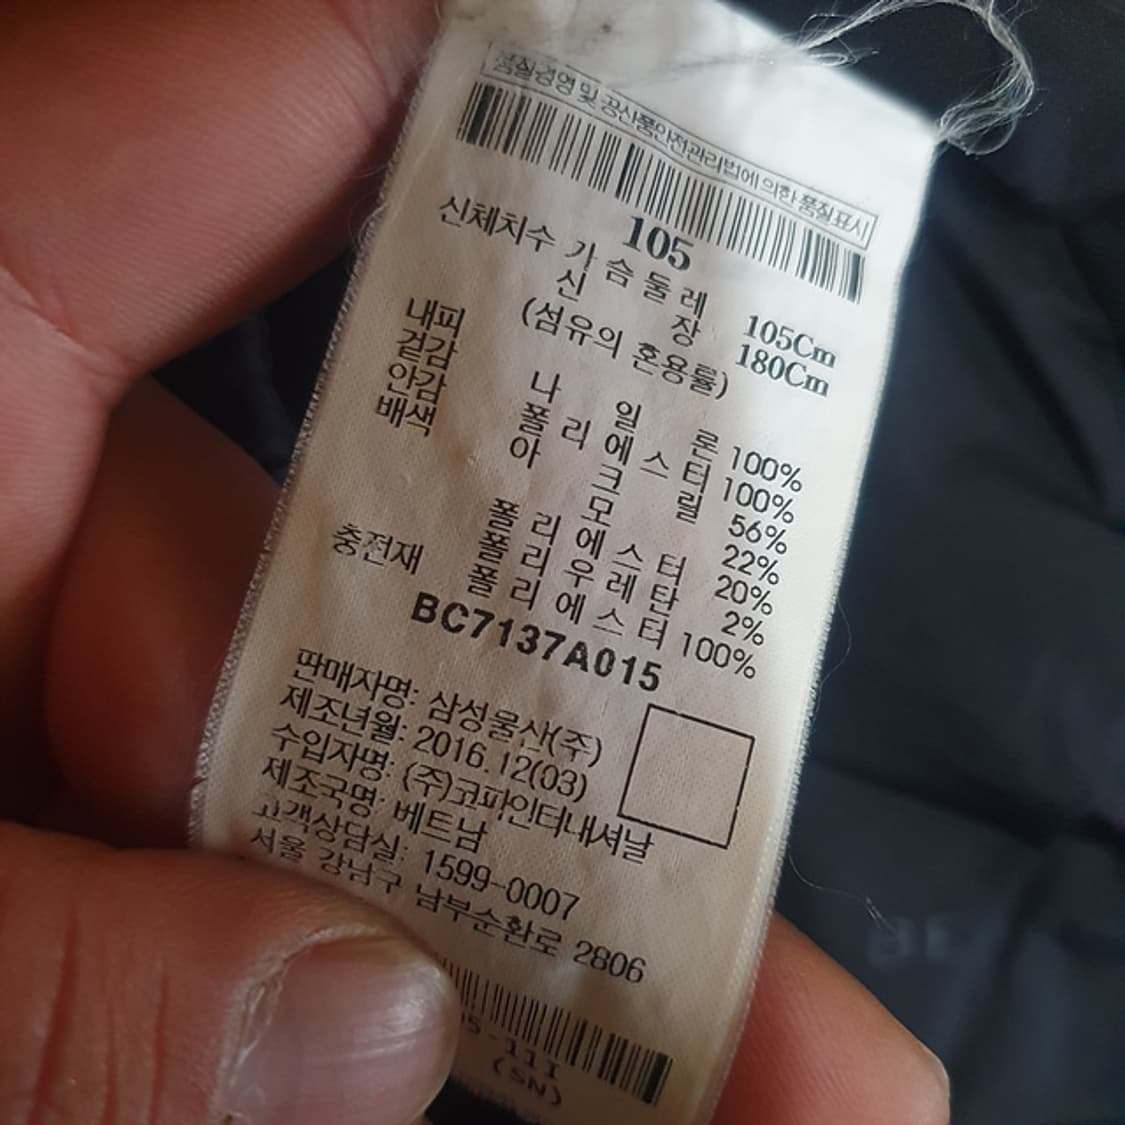 품질경영 및 공산품안전관리법에 의한 품질표시
105
신체치수 가슴둘레 105Cm
신장 180Cm
(섬유의 혼용률)
내피
겉감 나일론 100%
안감 폴리에스터 100%
배색 아크릴 56%
모 22%
폴리에스터 20%
폴리우레탄 2%
충전재 폴리에스터 100%
BC7137A015
판매자명: 삼성물산(주)
제조년월: 2016.12(03)
수입자명: (주)코파인터내셔날
제조국명: 베트남
고객상담실: 1599-0007
서울 강남구 남부순환로 2806
5-111
(SN)